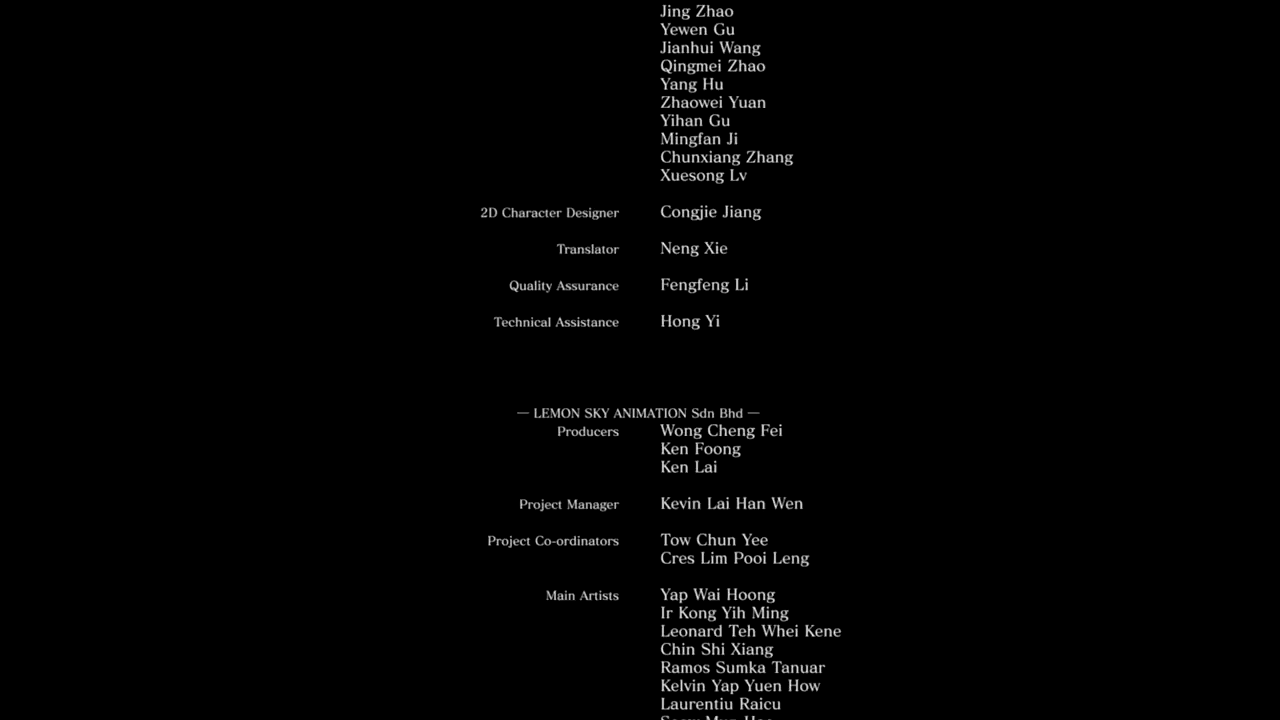 Jing Zhao
Yewen Gu
Jianhui Wang
Qingmei Zhao
Yang Hu
Zhaowei Yuan
Yihan Gu
Mingfan Ji
Chunxiang Zhang
Xuesong Lv
2D Character Designer Congjie Jiang
Translator Neng Xie
Quality Assurance Fengfeng Li
Technical Assistance Hong Yi
— LEMON SKY ANIMATION Sdn Bhd —
Producers Wong Cheng Fei
Ken Foong
Ken Lai
Project Manager Kevin Lai Han Wen
Project Co-ordinators Tow Chun Yee
Cres Lim Pooi Leng
Main Artists Yap Wai Hoong
Ir Kong Yih Ming
Leonard Teh Whei Kene
Chin Shi Xiang
Ramos Sumka Tanuar
Kelvin Yap Yuen How
Laurentiu Raicu